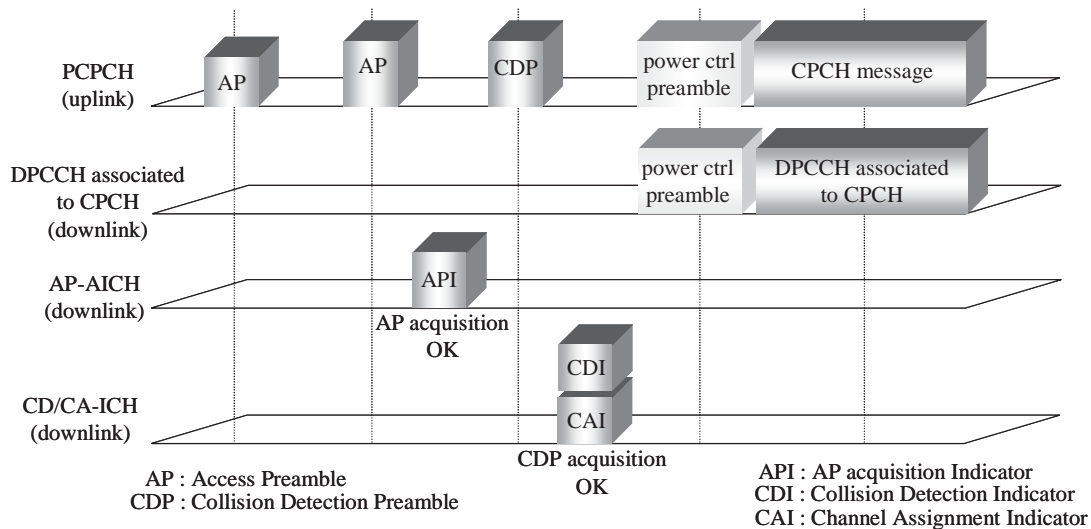 PCPCH
(uplink)
AP
AP
CDP
power ctrl
preamble
CPCH message
DPCCH associated
to CPCH
(downlink)
power ctrl
preamble
DPCCH associated
to CPCH
AP-AICH
(downlink)
API
AP acquisition
OK
CD/CA-ICH
(downlink)
CDI
CAI
CDP acquisition
OK
AP : Access Preamble
CDP : Collision Detection Preamble
API : AP acquisition Indicator
CDI : Collision Detection Indicator
CAI : Channel Assignment Indicator